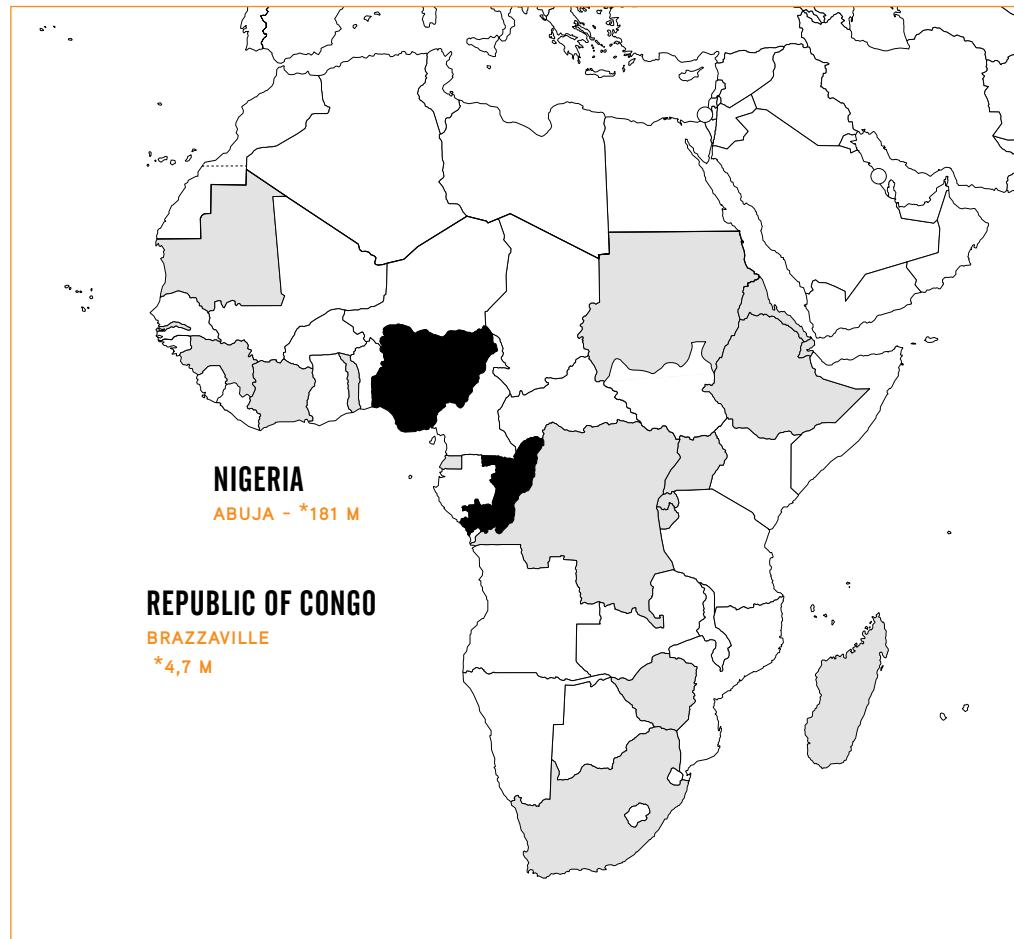 NIGERIA
ABUJA - *181 M
REPUBLIC OF CONGO
BRAZZAVILLE
*4,7 M